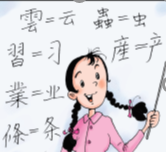 雲=云 蟲=虫
習=习 產=产
業=业
條=条